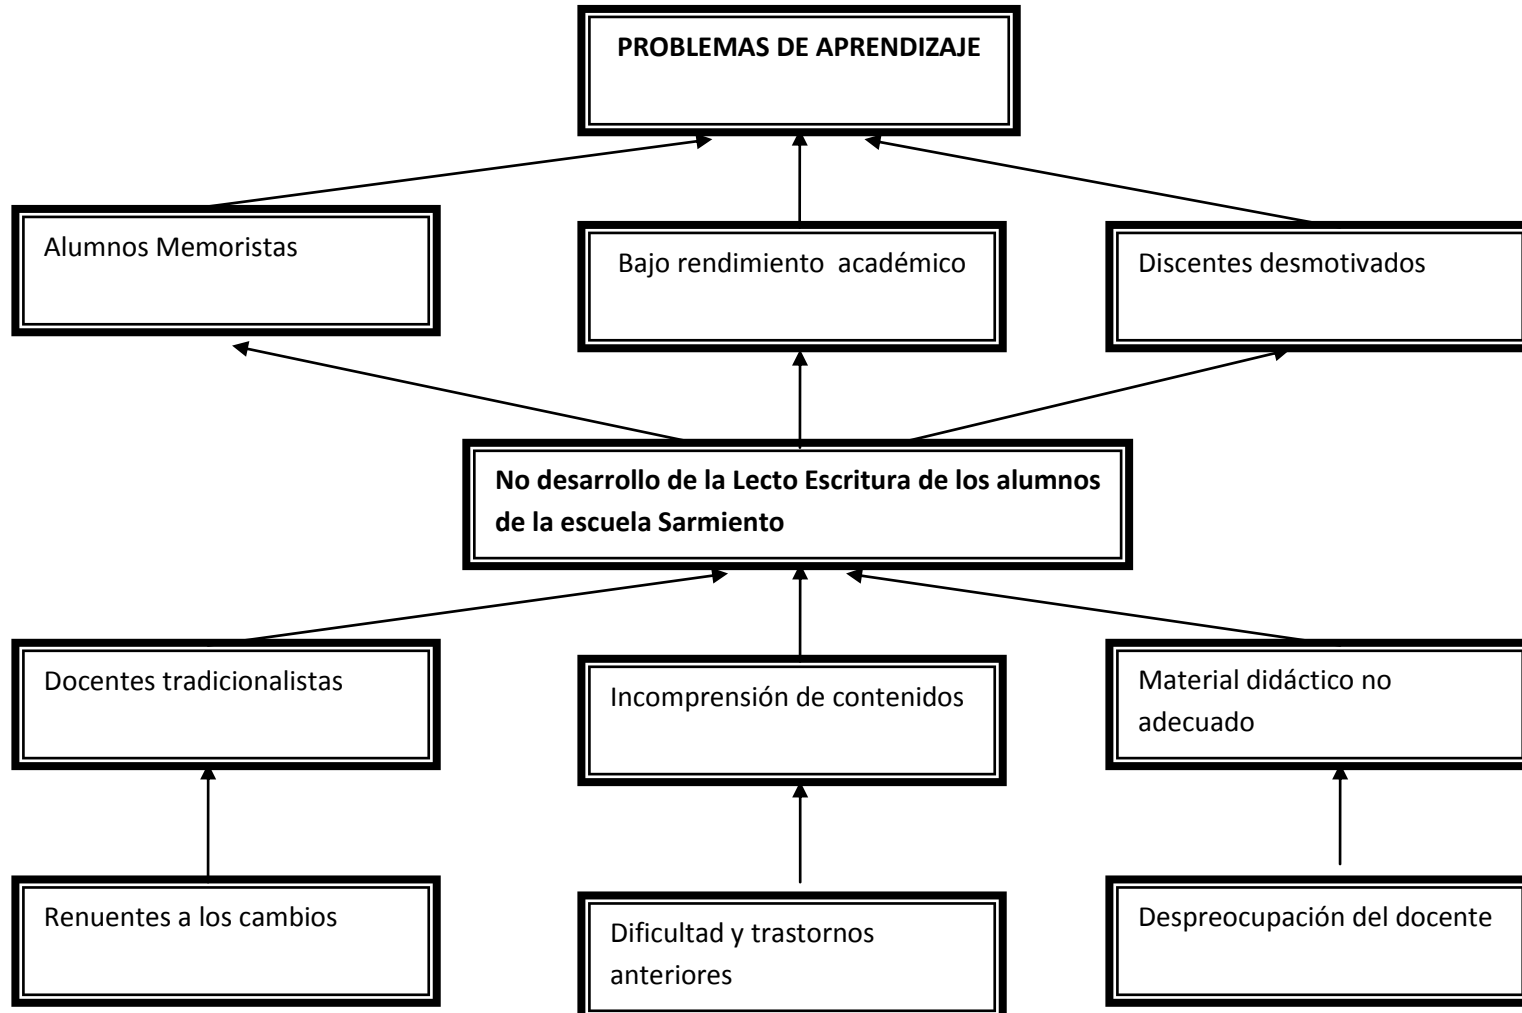 PROBLEMAS DE APRENDIZAJE
Alumnos Memoristas
Bajo rendimiento académico
Discentes desmotivados
No desarrollo de la Lecto Escritura de los alumnos
de la escuela Sarmiento
Docentes tradicionalistas
Incomprensión de contenidos
Material didáctico no
adecuado
Renuentes a los cambios
Dificultad y trastornos
anteriores
Despreocupación del docente